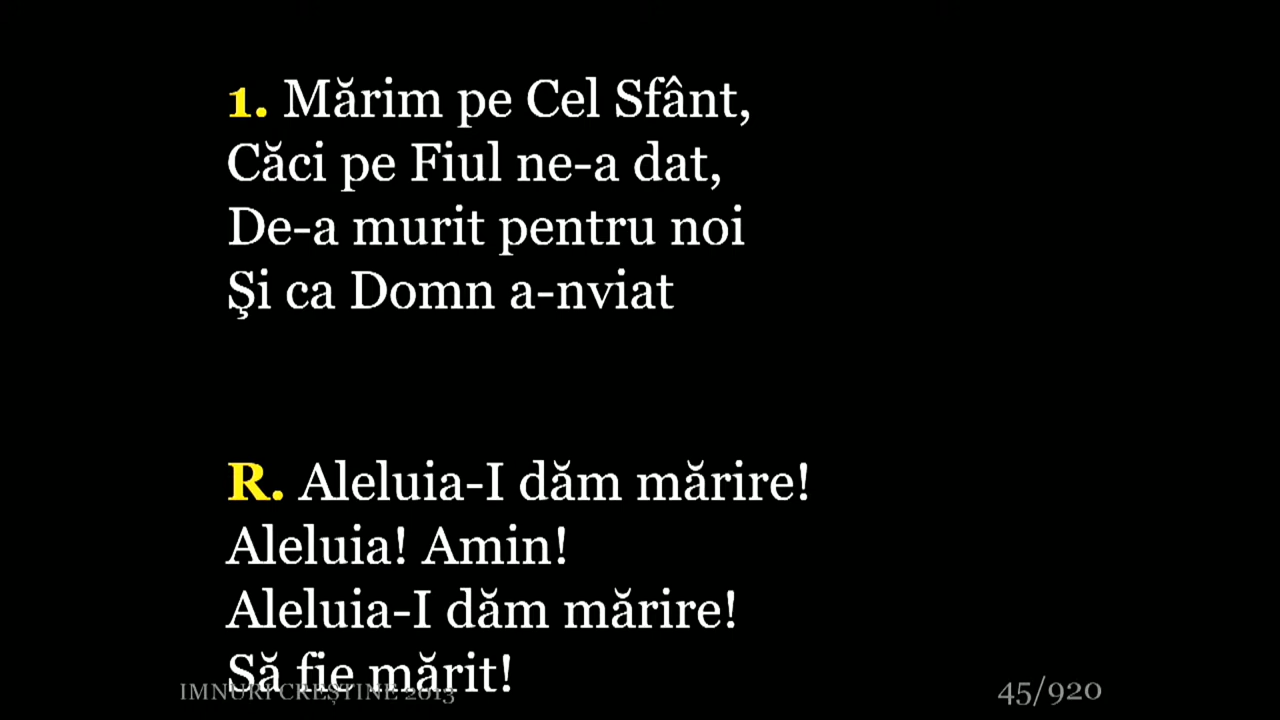 1. Mărim pe Cel Sfânt,
Căci pe Fiul ne-a dat,
De-a murit pentru noi
Şi ca Domn a-nviat
R. Aleluia-I dăm mărire!
Aleluia! Amin!
Aleluia-I dăm mărire!
Să fie mărit!
IMNURI CREȘTINE 2013
45/920